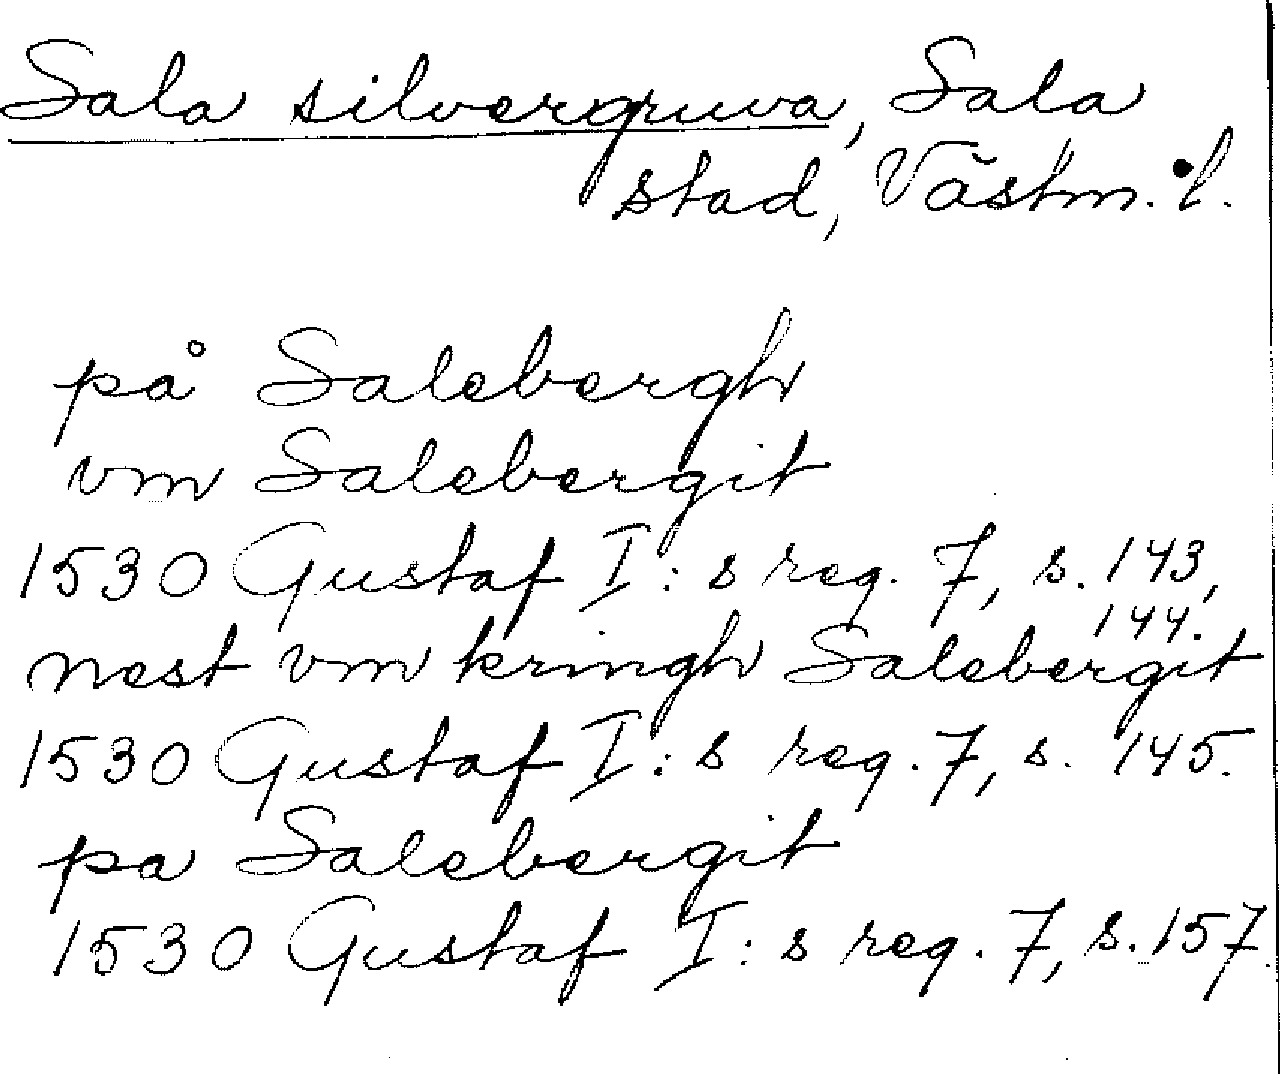 Sala silvergruva, Sala
stad, Västm. l.
på Salebergh
vm Salebergit
1530 Gustaf I:s reg. 7, s. 143,
144.
nest vm kringh Salebergit
1530 Gustaf I:s reg. 7, s. 145.
pa Salebergit
1530 Gustaf I:s reg. 7, s. 157.